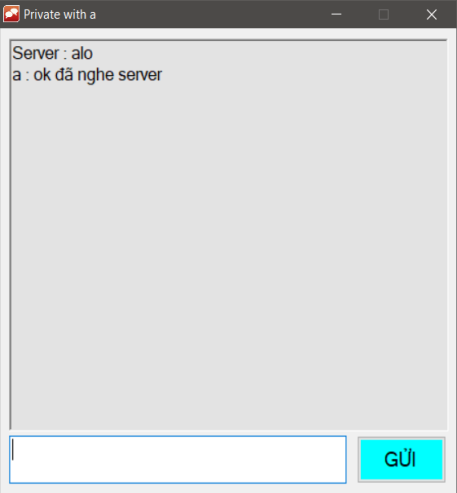 Private with a
Server : alo
a : ok đã nghe server
GỬI